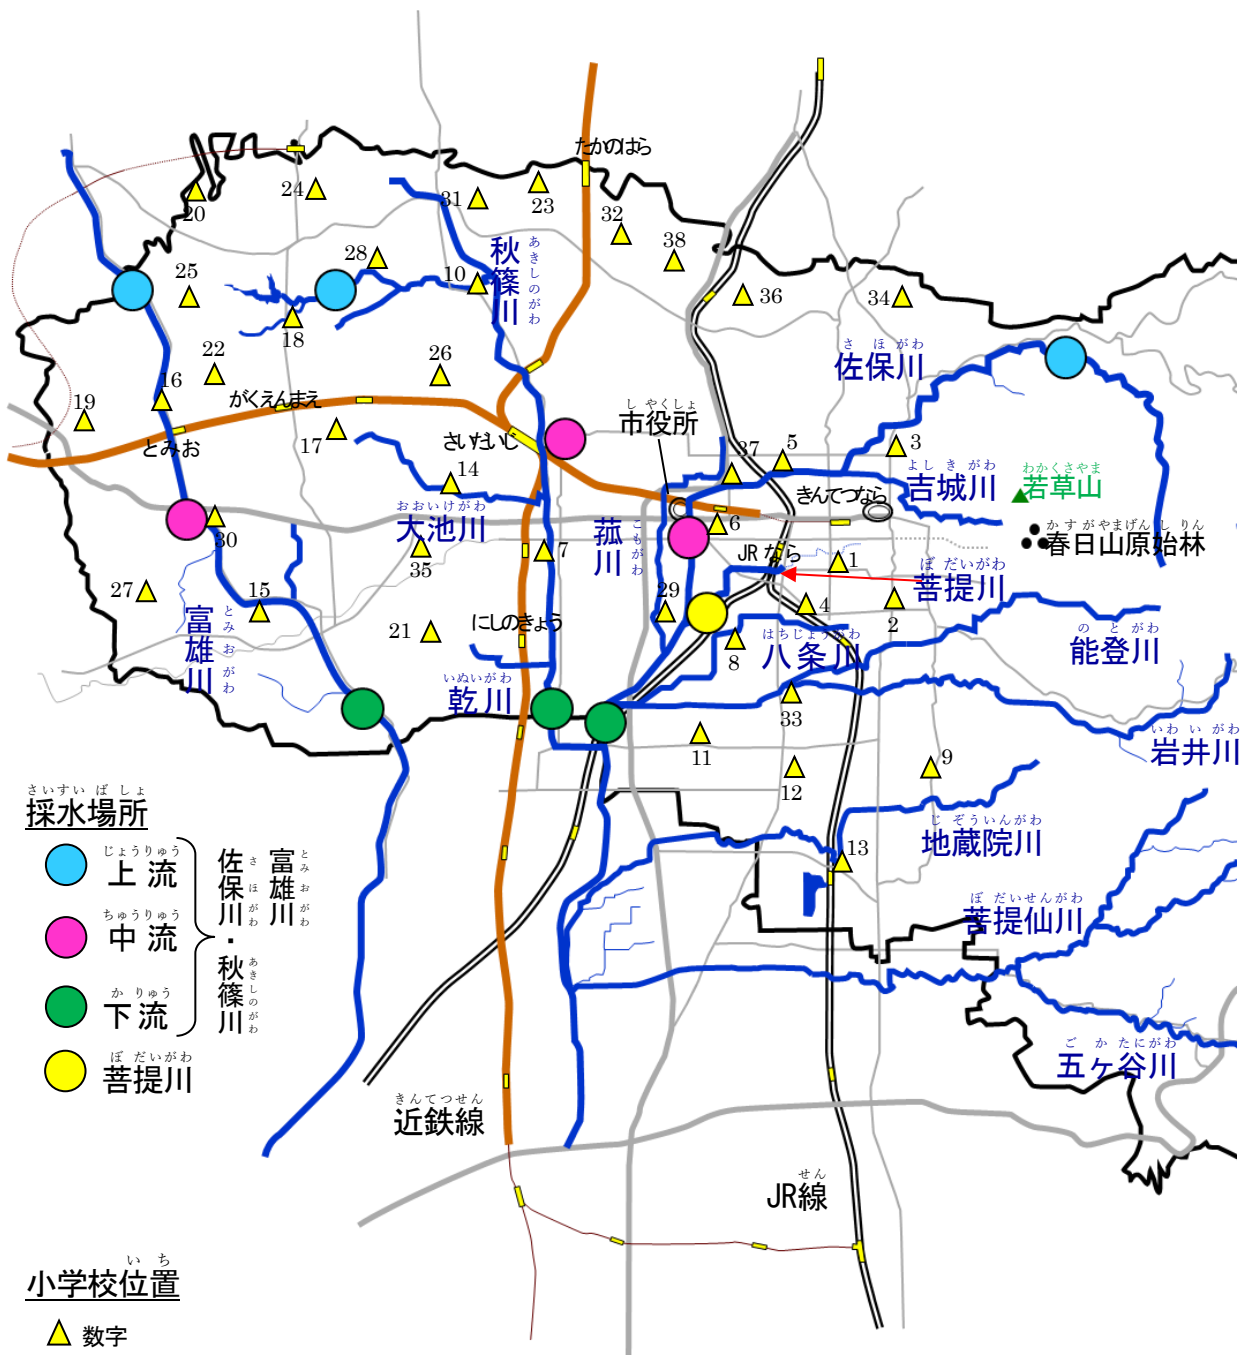 たかのはら
24
31
23
20
32
秋篠川
あきしのがわ
28
38
25
10
36
34
18
さ ほ がわ
佐保川
22
26
16
がくえんまえ
19
し やくしょ
市役所
とみお
17
さいだいじ
37
5
3
14
よし き がわ
吉城川
わかくさやま
若草山
おおいけがわ
大池川
きんてつなら
菰川
こもがわ
6
かすがやまげんしりん
春日山原始林
30
35
7
JRなら
1
ぼ だいがわ
菩提川
27
15
29
4
2
富雄川
とみおがわ
21
にしのきょう
8
はちじょうがわ
八条川
の と がわ
能登川
いぬいがわ
乾川
33
いわ い がわ
岩井川
11
12
9
じ ぞういんがわ
地蔵院川
13
ぼ だいせんがわ
菩提仙川
ご か たにがわ
五ヶ谷川
さいすい ば しょ
採水場所
じょうりゅう
上 流
ちゅうりゅう
中 流
か りゅう
下 流
富雄川
とみおがわ
佐保川・秋篠川
さほがわ あきしのがわ
ぼ だいがわ
菩提川
きんてつせん
近鉄線
せん
JR線
い ち
小学校位置
数字